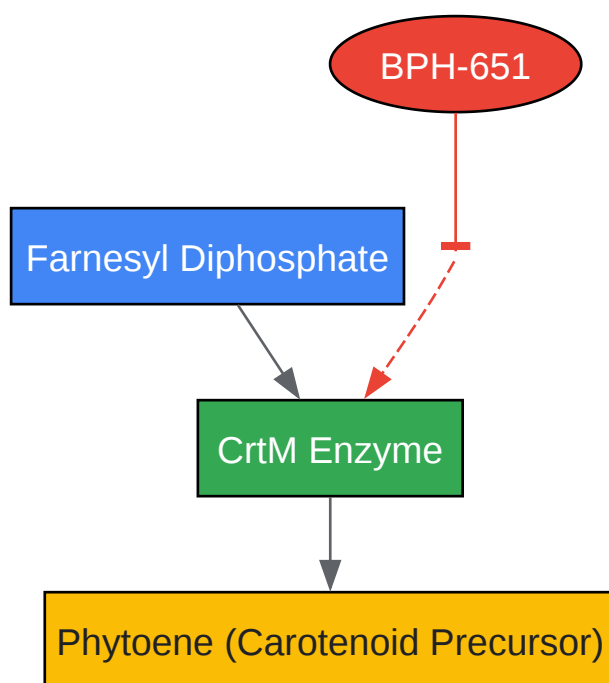 BPH-651
Farnesyl Diphosphate
CrtM Enzyme
Phytoene (Carotenoid Precursor)